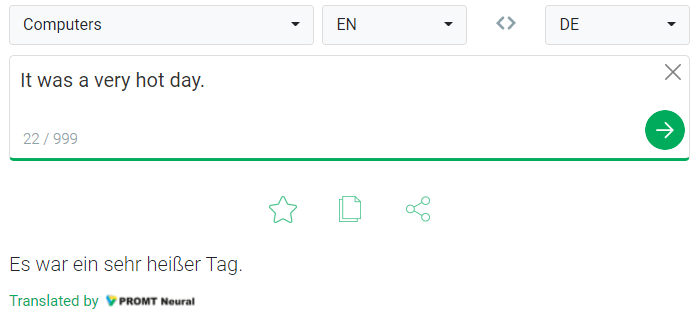 Computers EN DE
It was a very hot day.
22 / 999
Es war ein sehr heißer Tag.
Translated by PROMT Neural